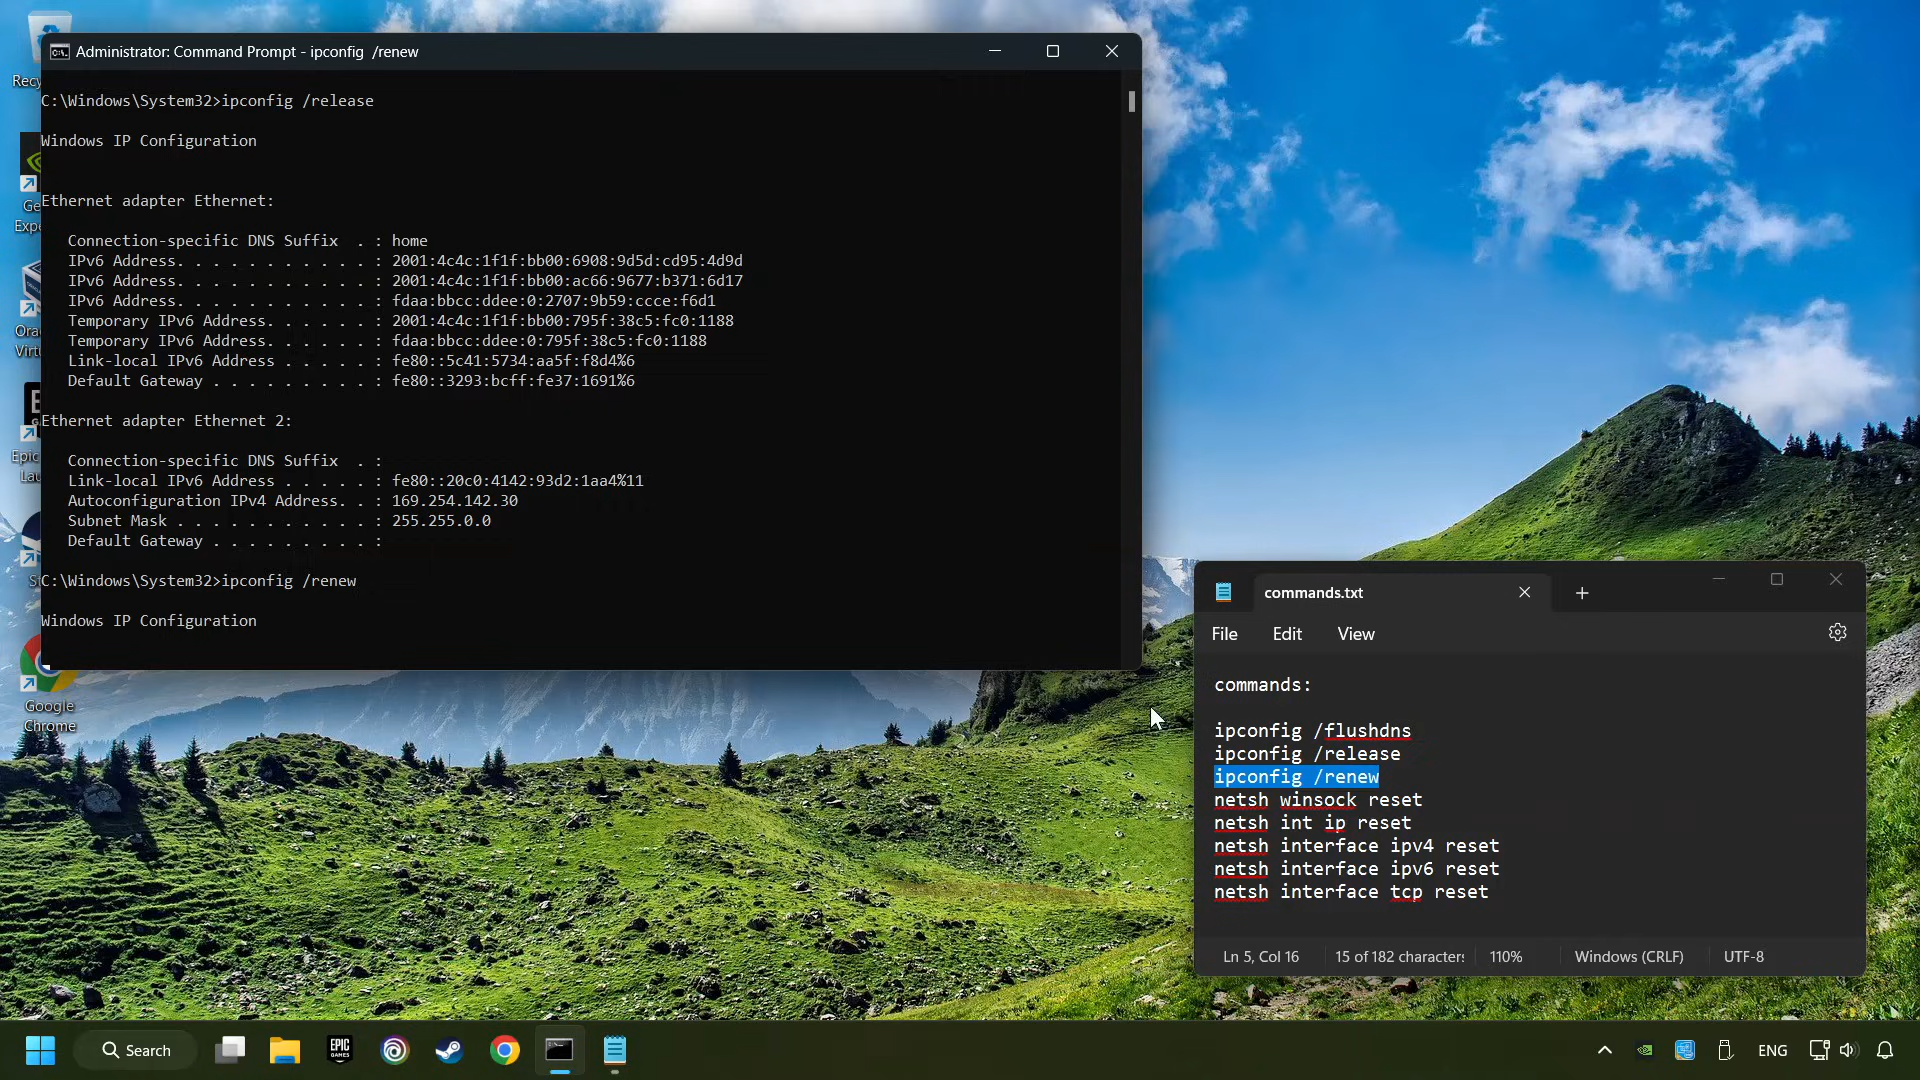 Administrator: Command Prompt - ipconfig  /renew
C:\Windows\System32>ipconfig /release
Windows IP Configuration
Ethernet adapter Ethernet:
Connection-specific DNS Suffix  . : home
IPv6 Address. . . . . . . . . . . : 2001:4c4c:1f1f:bb00:6908:9d5d:cd95:4d9d
IPv6 Address. . . . . . . . . . . : 2001:4c4c:1f1f:bb00:ac66:9677:b371:6d17
IPv6 Address. . . . . . . . . . . : fdaa:bbcc:ddee:0:2707:9b59:ccce:f6d1
Temporary IPv6 Address. . . . . . : 2001:4c4c:1f1f:bb00:795f:38c5:fc0:1188
Temporary IPv6 Address. . . . . . : fdaa:bbcc:ddee:0:795f:38c5:fc0:1188
Link-local IPv6 Address . . . . . : fe80::5c41:5734:aa5f:f8d4%6
Default Gateway . . . . . . . . . : fe80::3293:bcff:fe37:1691%6
Ethernet adapter Ethernet 2:
Connection-specific DNS Suffix  . :
Link-local IPv6 Address . . . . . : fe80::20c0:4142:93d2:1aa4%11
Autoconfiguration IPv4 Address. . : 169.254.142.30
Subnet Mask . . . . . . . . . . . : 255.255.0.0
Default Gateway . . . . . . . . . :
C:\Windows\System32>ipconfig /renew
Windows IP Configuration
Google
Chrome
commands.txt
File Edit View
commands:
ipconfig /flushdns
ipconfig /release
ipconfig /renew
netsh winsock reset
netsh int ip reset
netsh interface ipv4 reset
netsh interface ipv6 reset
netsh interface tcp reset
Ln 5, Col 16
15 of 182 characters
110%
Windows (CRLF)
UTF-8
Search
EPIC
GAMES
ENG